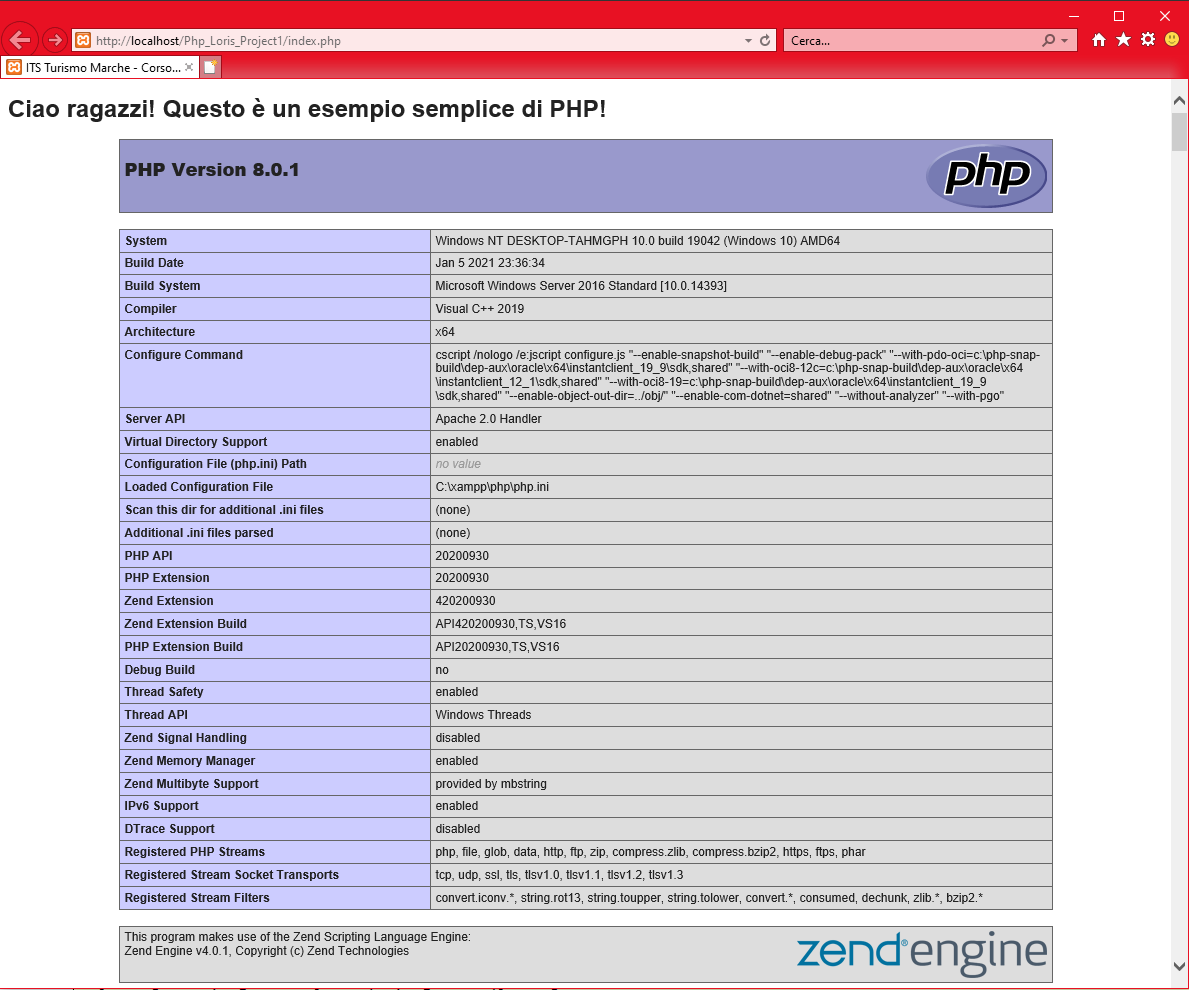 http://localhost/Php_Loris_Project1/index.php
Cerca...
ITS Turismo Marche - Corso...
Ciao ragazzi! Questo è un esempio semplice di PHP!
PHP Version 8.0.1
php
System Windows NT DESKTOP-TAHMGPH 10.0 build 19042 (Windows 10) AMD64
Build Date Jan 5 2021 23:36:34
Build System Microsoft Windows Server 2016 Standard [10.0.14393]
Compiler Visual C++ 2019
Architecture x64
Configure Command cscript /nologo /e:jscript configure.js "--enable-snapshot-build" "--enable-debug-pack" "--with-pdo-oci=c:\php-snap-
build\dep-aux\oracle\x64\instantclient_19_9\sdk,shared" "--with-oci8-12c=c:\php-snap-build\dep-aux\oracle\x64
\instantclient_12_1\sdk,shared" "--with-oci8-19=c:\php-snap-build\dep-aux\oracle\x64\instantclient_19_9
\sdk,shared" "--enable-object-out-dir=../obj/" "--enable-com-dotnet=shared" "--without-analyzer" "--with-pgo"
Server API Apache 2.0 Handler
Virtual Directory Support enabled
Configuration File (php.ini) Path no value
Loaded Configuration File C:\xampp\php\php.ini
Scan this dir for additional .ini files (none)
Additional .ini files parsed (none)
PHP API 20200930
PHP Extension 20200930
Zend Extension 420200930
Zend Extension Build API420200930,TS,VS16
PHP Extension Build API20200930,TS,VS16
Debug Build no
Thread Safety enabled
Thread API Windows Threads
Zend Signal Handling disabled
Zend Memory Manager enabled
Zend Multibyte Support provided by mbstring
IPv6 Support enabled
DTrace Support disabled
Registered PHP Streams php, file, glob, data, http, ftp, zip, compress.zlib, compress.bzip2, https, ftps, phar
Registered Stream Socket Transports tcp, udp, ssl, tls, tlsv1.0, tlsv1.1, tlsv1.2, tlsv1.3
Registered Stream Filters convert.iconv.*, string.rot13, string.toupper, string.tolower, convert.*, consumed, dechunk, zlib.*, bzip2.*
This program makes use of the Zend Scripting Language Engine:
Zend Engine v4.0.1, Copyright (c) Zend Technologies
zend® engine